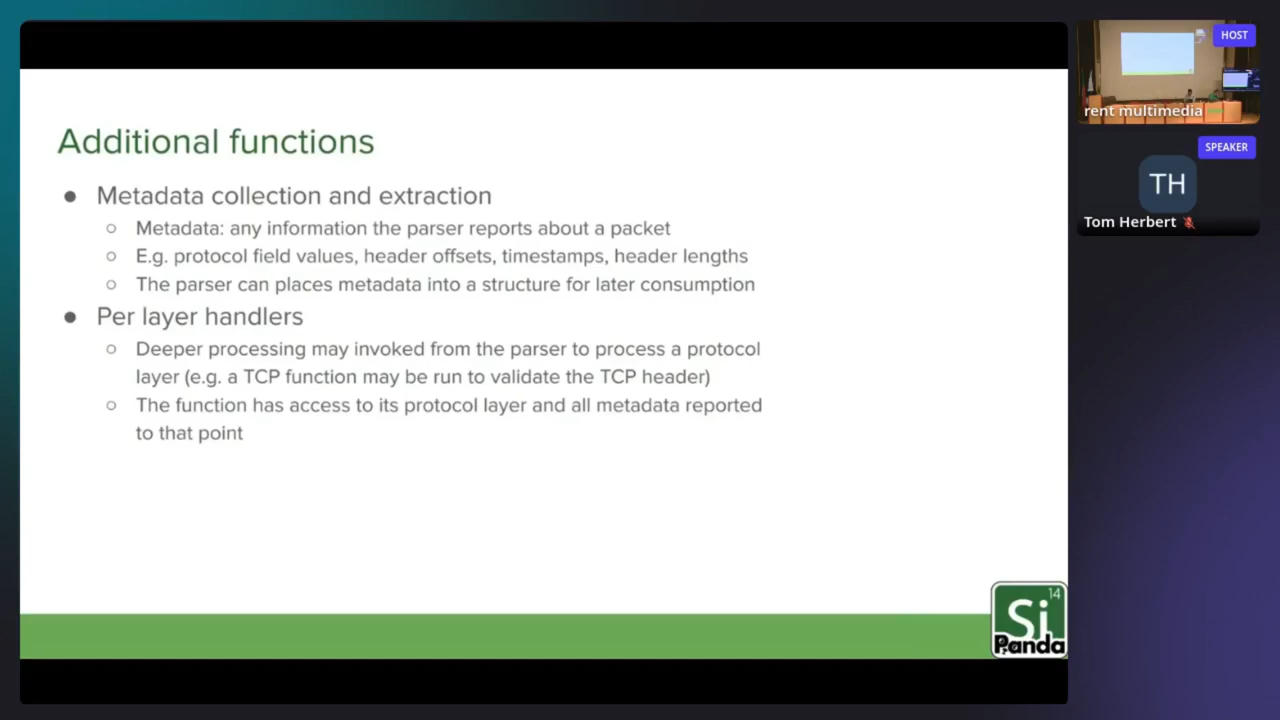 Additional functions
● Metadata collection and extraction
○ Metadata: any information the parser reports about a packet
○ E.g. protocol field values, header offsets, timestamps, header lengths
○ The parser can places metadata into a structure for later consumption
● Per layer handlers
○ Deeper processing may invoked from the parser to process a protocol
layer (e.g. a TCP function may be run to validate the TCP header)
○ The function has access to its protocol layer and all metadata reported
to that point
14
Si
Panda
HOST
rent multimedia
SPEAKER
TH
Tom Herbert